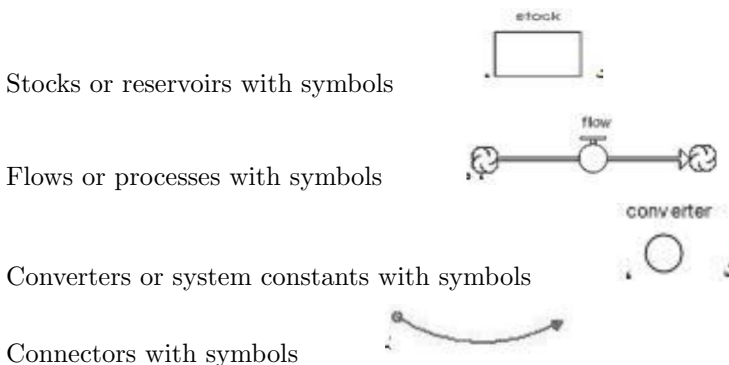 stock
Stocks or reservoirs with symbols
flow
Flows or processes with symbols
converter
Converters or system constants with symbols
Connectors with symbols